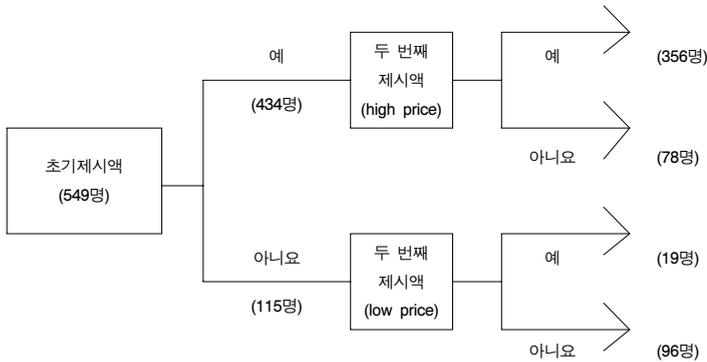 초기제시액
(549명)
예
(434명)
두 번째
제시액
(high price)
예
(356명)
아니요
(78명)
아니요
(115명)
두 번째
제시액
(low price)
예
(19명)
아니요
(96명)